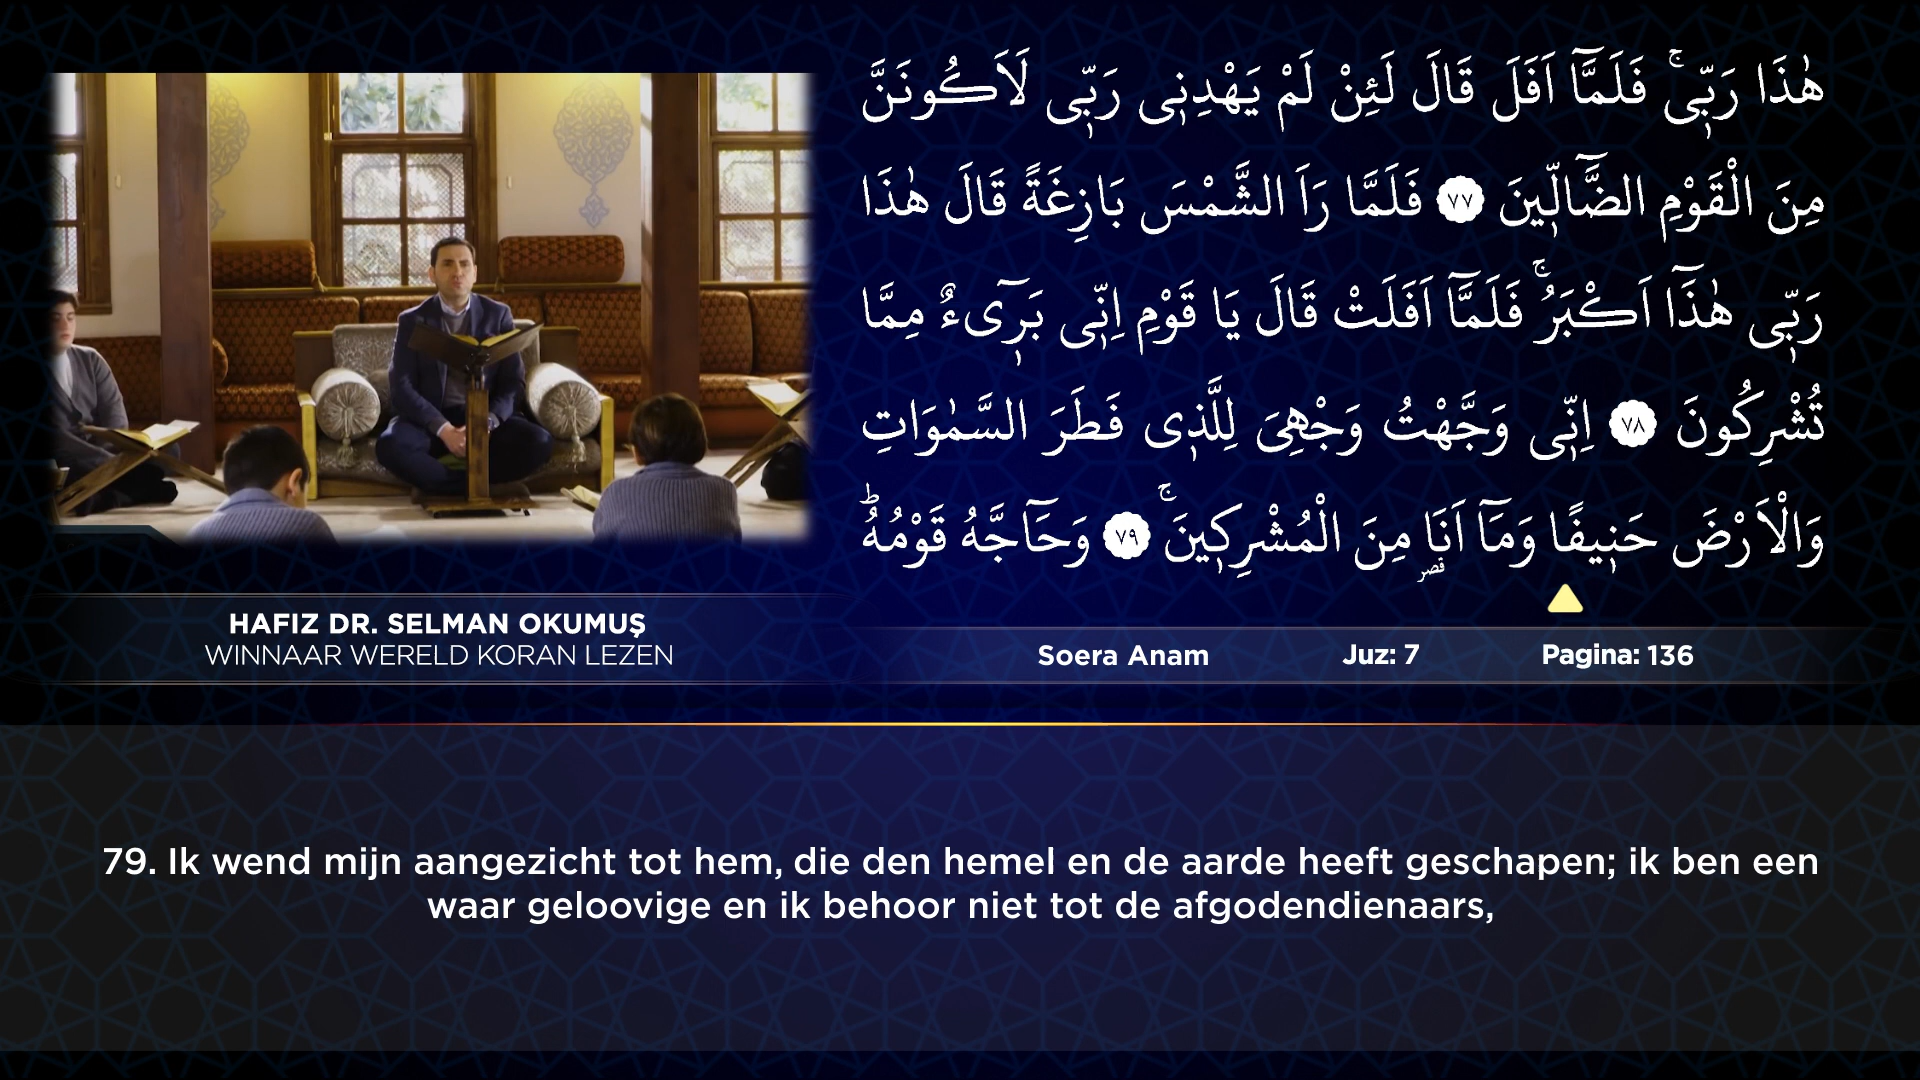 هٰذَا رَبّٖىۚ فَلَمَّٓا اَفَلَ قَالَ لَئِنْ لَمْ يَهْدِنٖى رَبّٖى لَاَكُونَنَّ
مِنَ الْقَوْمِ الضَّٓالّٖينَ ٧٧ فَلَمَّا رَاَ الشَّمْسَ بَازِغَةً قَالَ هٰذَا
رَبّٖى هٰذَٓا اَكْبَرُۚ فَلَمَّٓا اَفَلَتْ قَالَ يَا قَوْمِ اِنّٖى بَرٖٓىءٌ مِمَّا
تُشْرِكُونَ ٧٨ اِنّٖى وَجَّهْتُ وَجْهِىَ لِلَّذٖى فَطَرَ السَّمٰوَاتِ
وَالْاَرْضَ حَنٖيفًا وَمَٓا اَنَا۬ قصر مِنَ الْمُشْرِكٖينَۚ ٧٩ وَحَٓاجَّهُ قَوْمُهُؕ
HAFIZ DR. SELMAN OKUMUŞ
WINNAAR WERELD KORAN LEZEN
Soera Anam Juz: 7 Pagina: 136
79. Ik wend mijn aangezicht tot hem, die den hemel en de aarde heeft geschapen; ik ben een
waar geloovige en ik behoor niet tot de afgodendienaars,